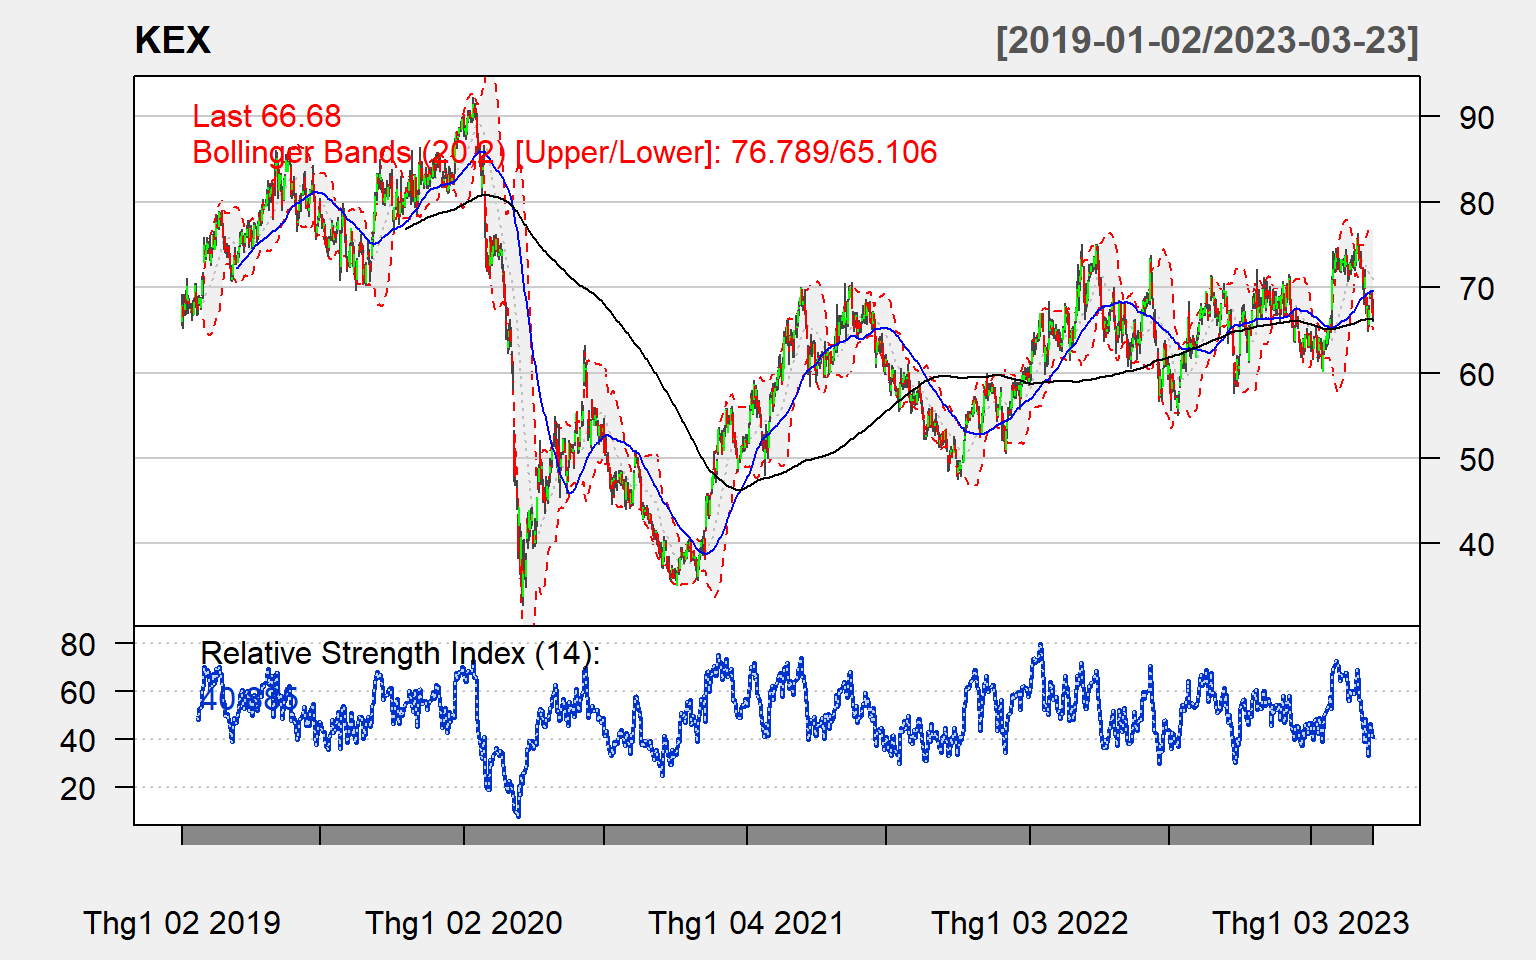 KEX
[2019-01-02/2023-03-23]
Last 66.68
Bollinger Bands (20,2) [Upper/Lower]: 76.789/65.106
90
80
70
60
50
40
Relative Strength Index (14):
80
60
40
20
Thg1 02 2019
Thg1 02 2020
Thg1 04 2021
Thg1 03 2022
Thg1 03 2023